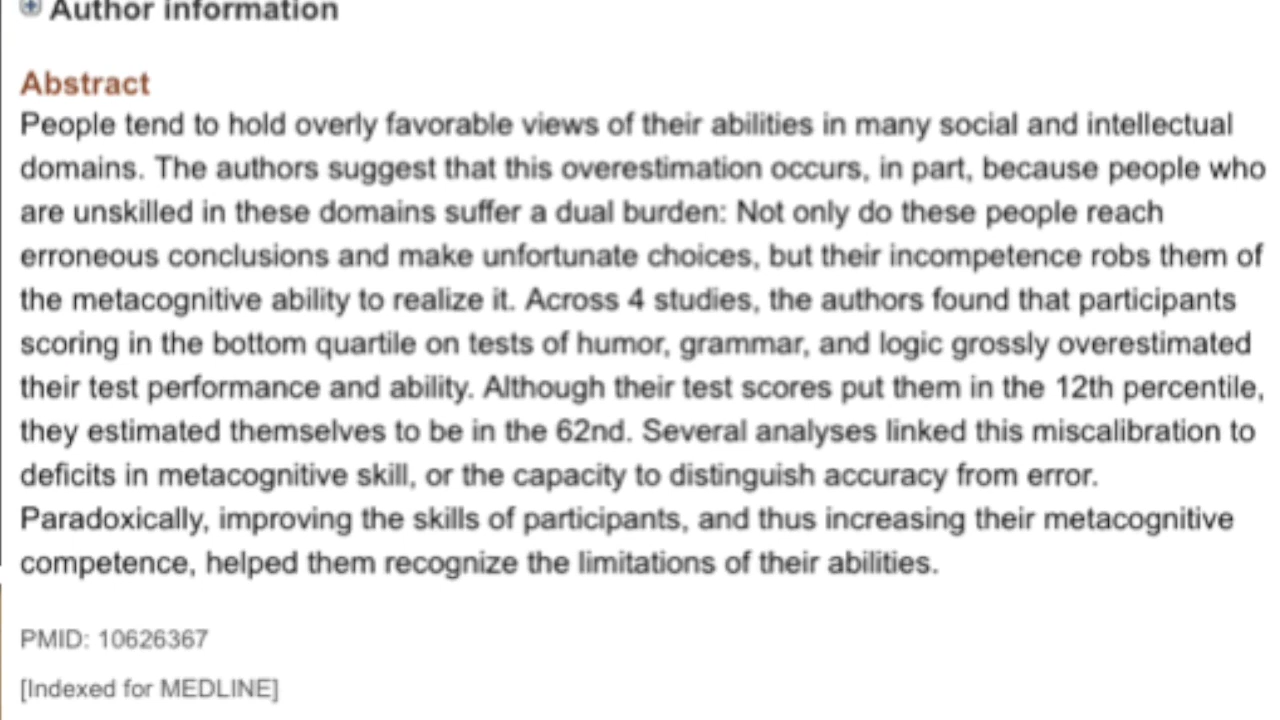 Author information
Abstract
People tend to hold overly favorable views of their abilities in many social and intellectual
domains. The authors suggest that this overestimation occurs, in part, because people who
are unskilled in these domains suffer a dual burden: Not only do these people reach
erroneous conclusions and make unfortunate choices, but their incompetence robs them of
the metacognitive ability to realize it. Across 4 studies, the authors found that participants
scoring in the bottom quartile on tests of humor, grammar, and logic grossly overestimated
their test performance and ability. Although their test scores put them in the 12th percentile,
they estimated themselves to be in the 62nd. Several analyses linked this miscalibration to
deficits in metacognitive skill, or the capacity to distinguish accuracy from error.
Paradoxically, improving the skills of participants, and thus increasing their metacognitive
competence, helped them recognize the limitations of their abilities.
PMID: 10626367
[Indexed for MEDLINE]